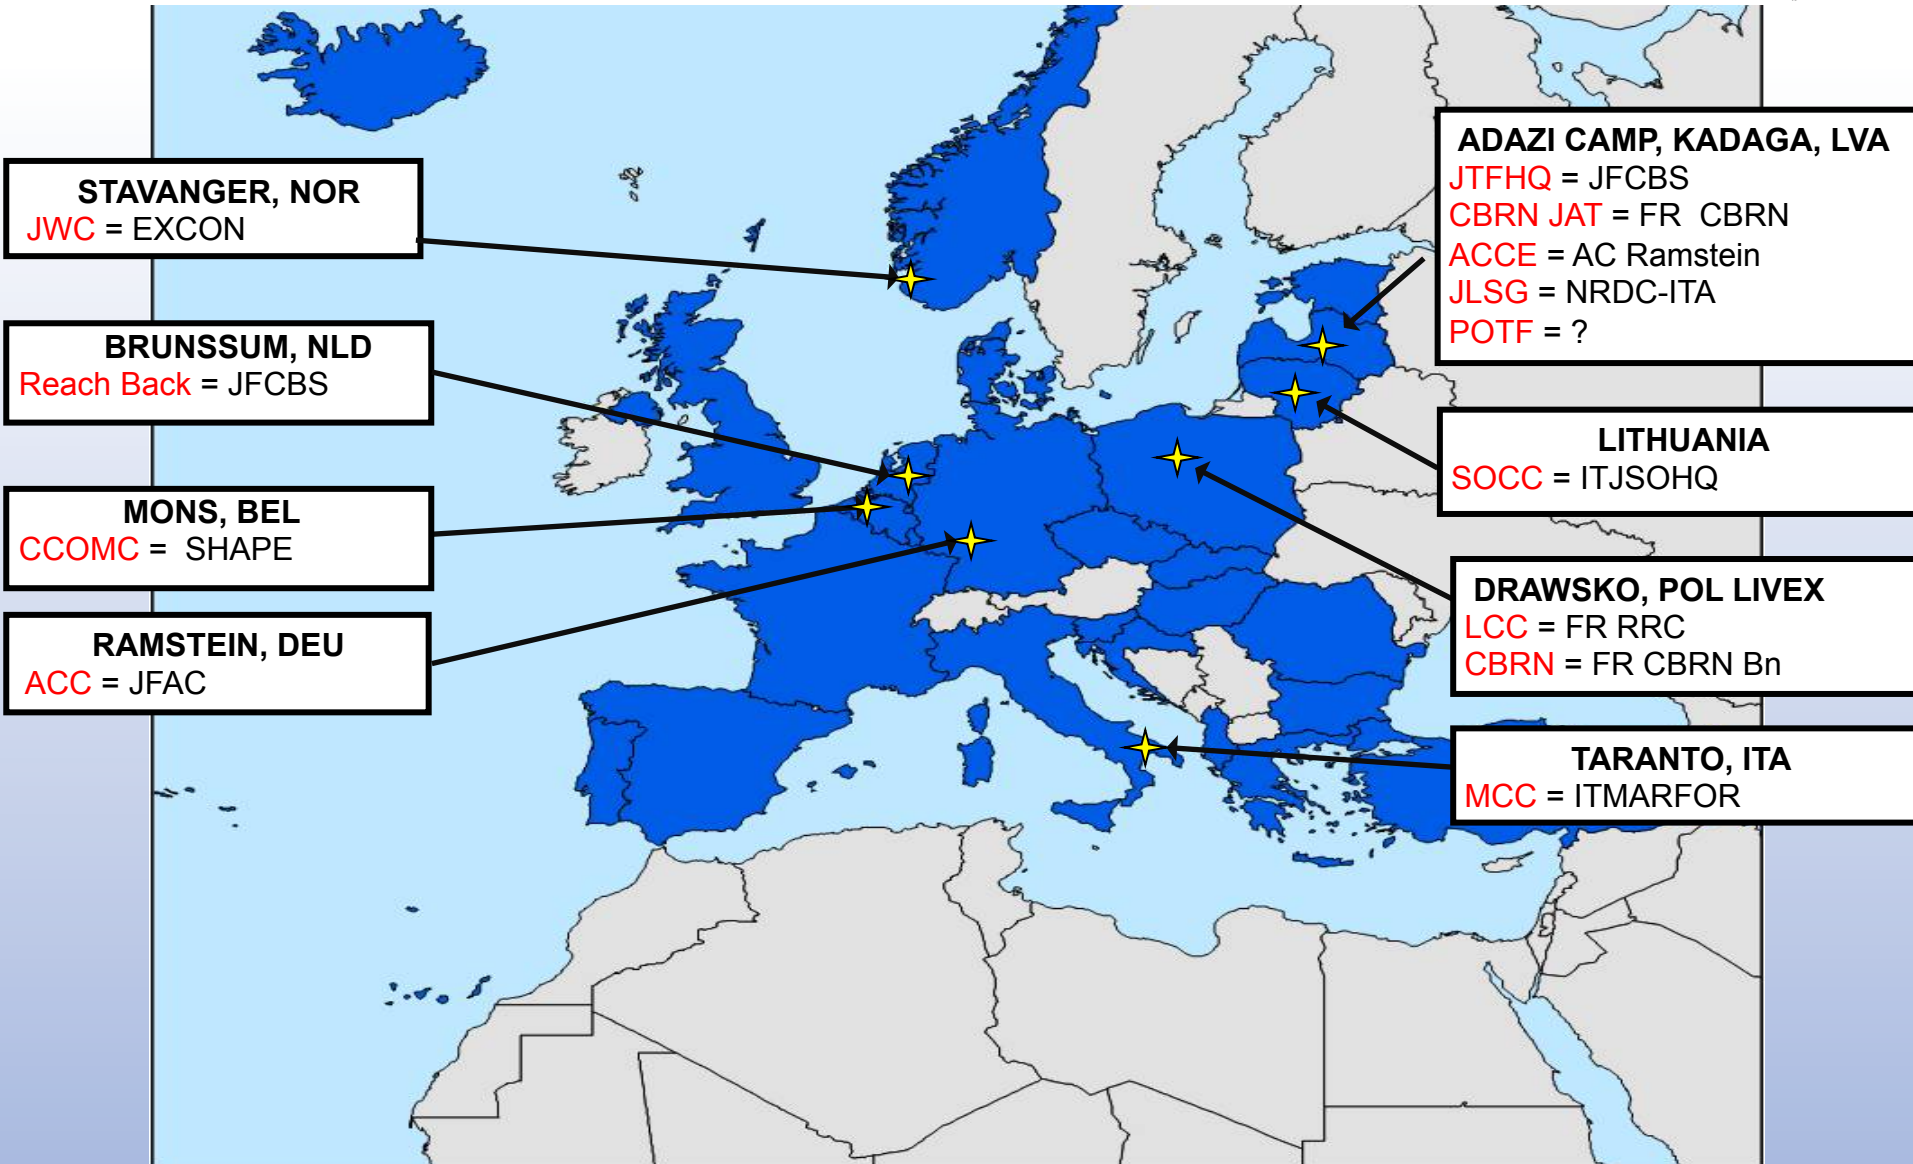 STAVANGER, NOR
JWC = EXCON
BRUNSSUM, NLD
Reach Back = JFCBS
MONS, BEL
CCOMC = SHAPE
RAMSTEIN, DEU
ACC = JFAC
ADAZI CAMP, KADAGA, LVA
JTFHQ = JFCBS
CBRN JAT = FR CBRN
ACCE = AC Ramstein
JLSG = NRDC-ITA
POTF = ?
LITHUANIA
SOCC = ITJSOHQ
DRAWSKO, POL LIVEX
LCC = FR RRC
CBRN = FR CBRN Bn
TARANTO, ITA
MCC = ITMARFOR